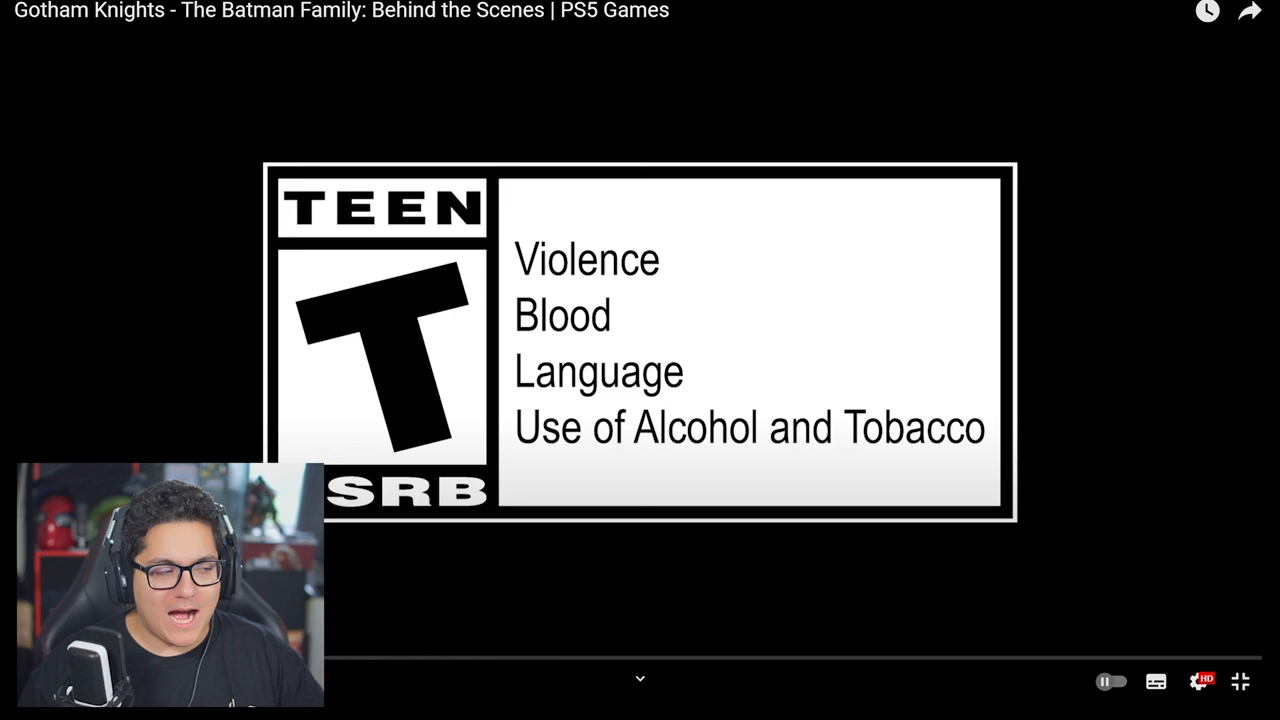 Gotham Knights - The Batman Family: Behind the Scenes | PS5 Games
TEEN
T
SRB
Violence
Blood
Language
Use of Alcohol and Tobacco
HD